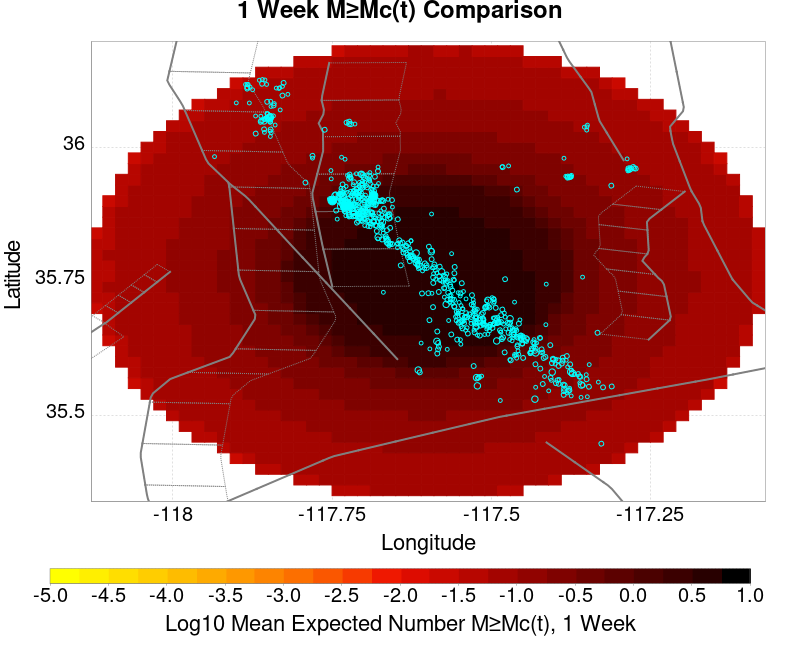 1 Week M≥Mc(t) Comparison
36
35.75
35.5
Latitude
-118 -117.75 -117.5 -117.25
Longitude
-5.0 -4.5 -4.0 -3.5 -3.0 -2.5 -2.0 -1.5 -1.0 -0.5 0.0 0.5 1.0
Log10 Mean Expected Number M≥Mc(t), 1 Week